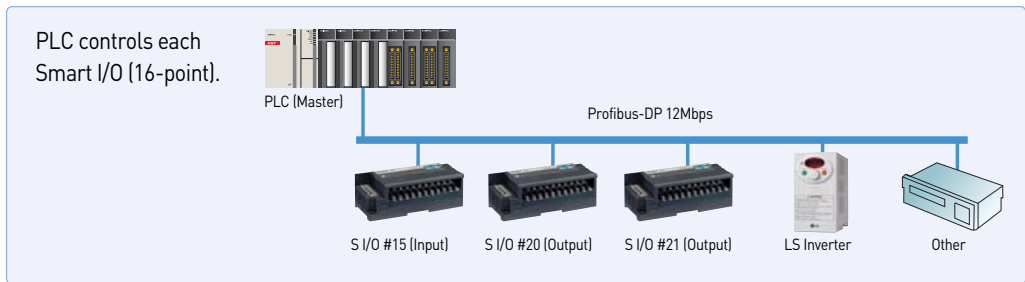 PLC controls each
Smart I/O (16-point).
PLC (Master)
Profibus-DP 12Mbps
S I/O #15 (Input)
S I/O #20 (Output)
S I/O #21 (Output)
LS Inverter
Other